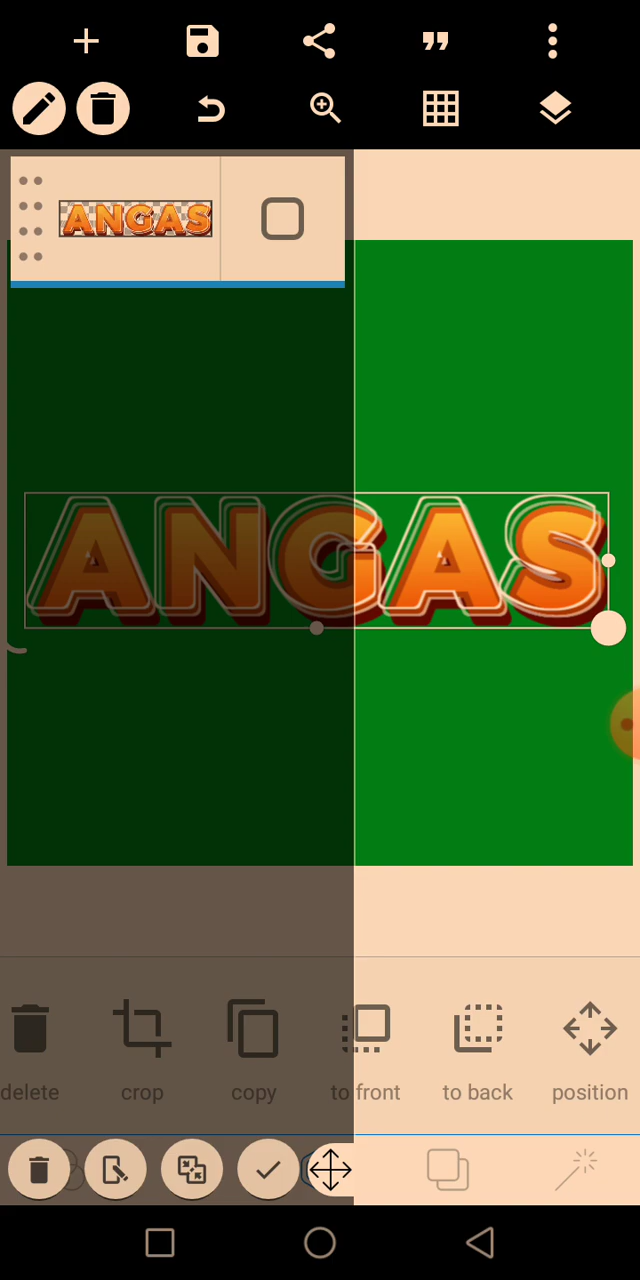 ANGAS
ANGAS
delete
crop
copy
to front
to back
position